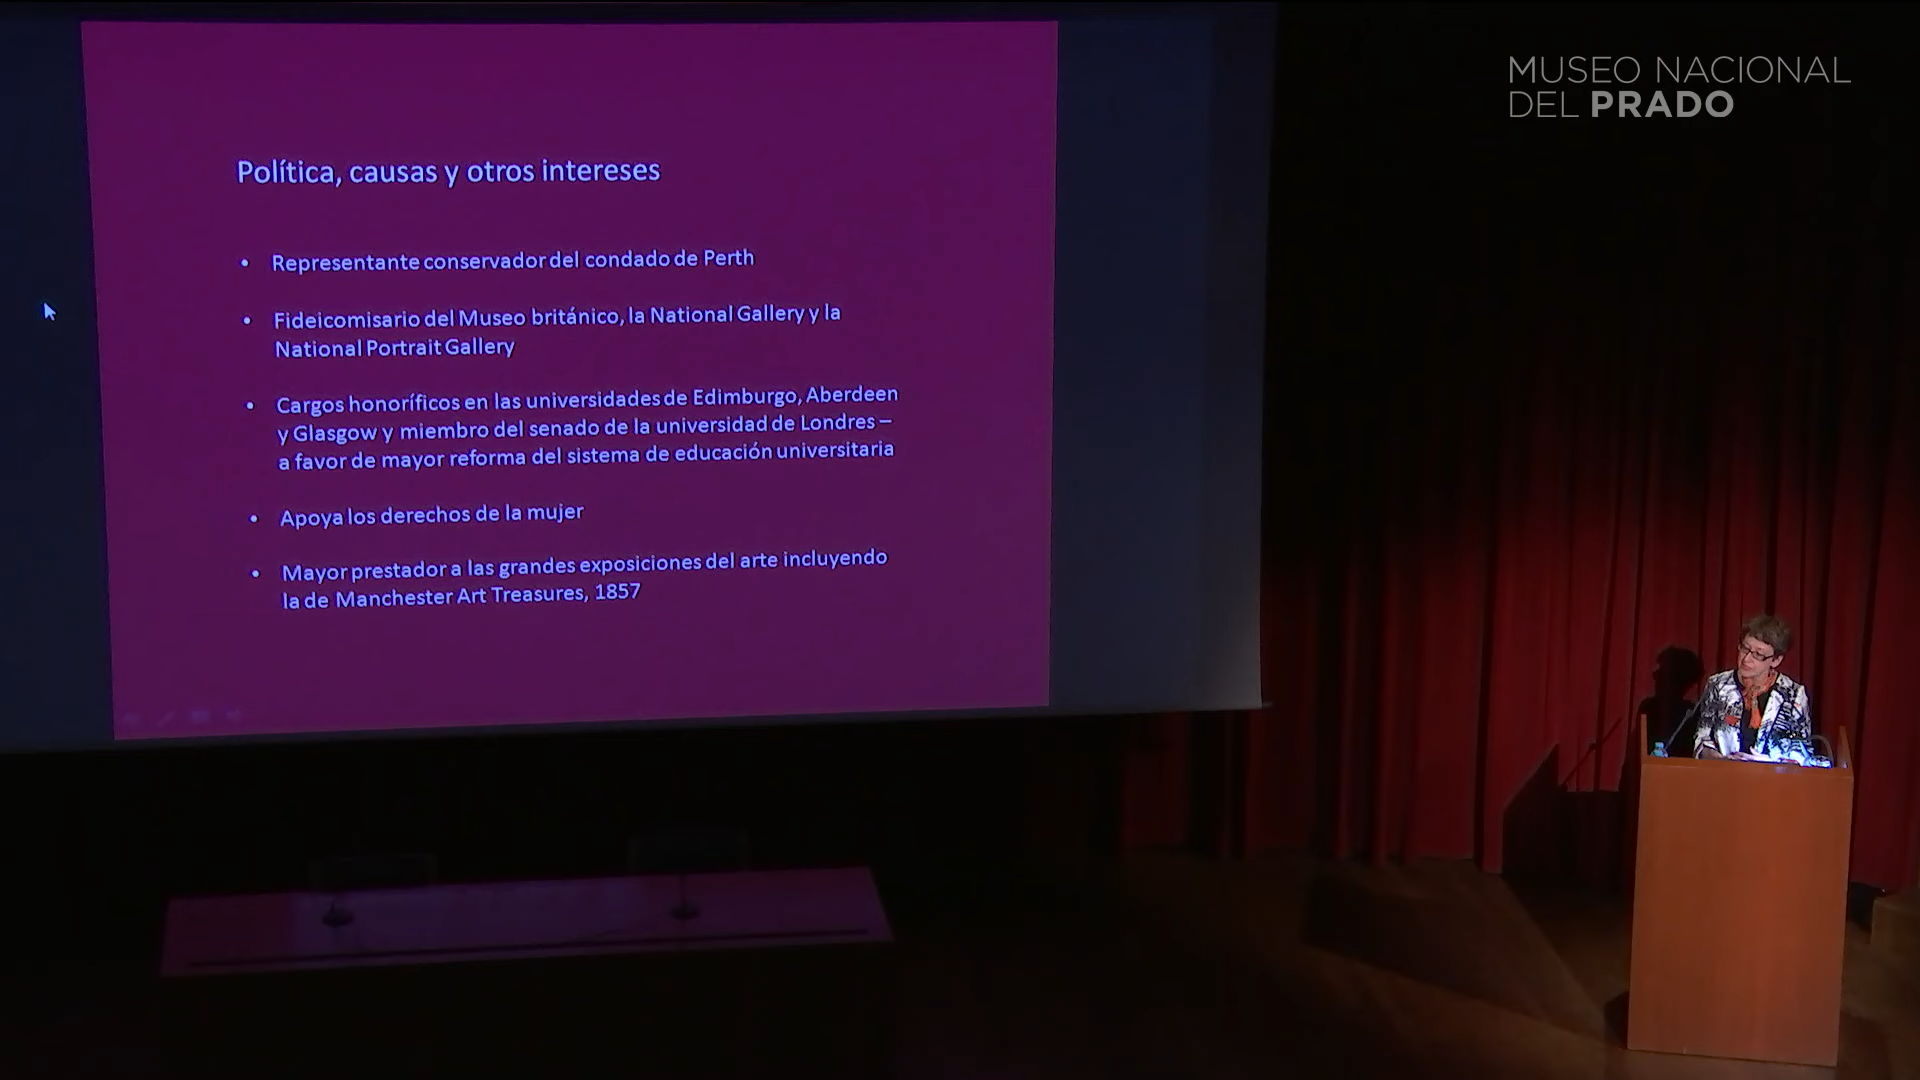 MUSEO NACIONAL
DEL PRADO
Política, causas y otros intereses
• Representante conservador del condado de Perth
• Fideicomisario del Museo británico, la National Gallery y la
National Portrait Gallery
• Cargos honoríficos en las universidades de Edimburgo, Aberdeen
y Glasgow y miembro del senado de la universidad de Londres –
a favor de mayor reforma del sistema de educación universitaria
• Apoya los derechos de la mujer
• Mayor prestador a las grandes exposiciones del arte incluyendo
la de Manchester Art Treasures, 1857